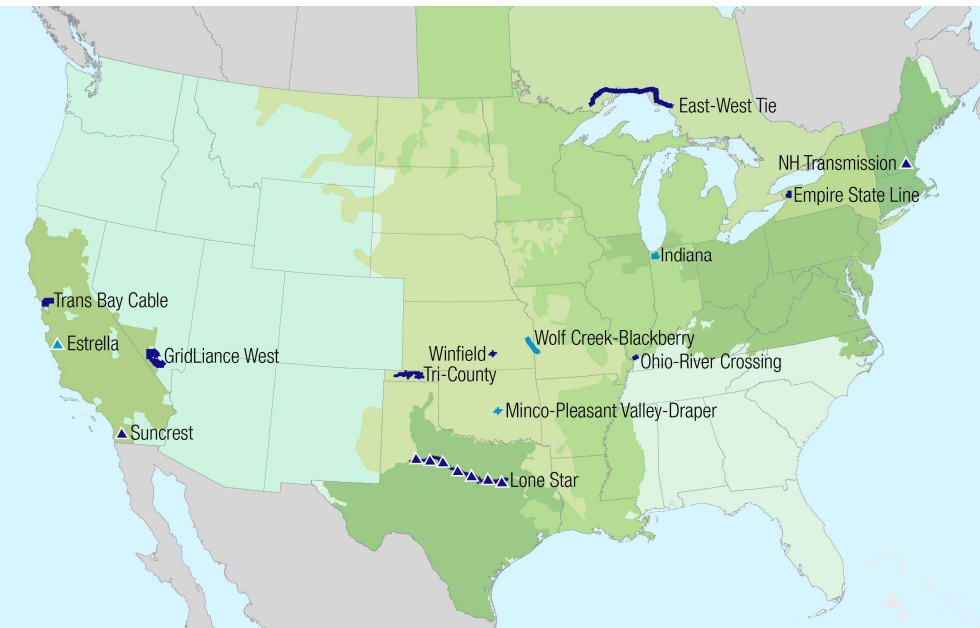 East-West Tie
NH Transmission
Empire State Line
Indiana
Trans Bay Cable
Estrella
GridLiance West
Wolf Creek-Blackberry
Winfield
Ohio-River Crossing
Tri-County
Minco-Pleasant Valley-Draper
Suncrest
Lone Star